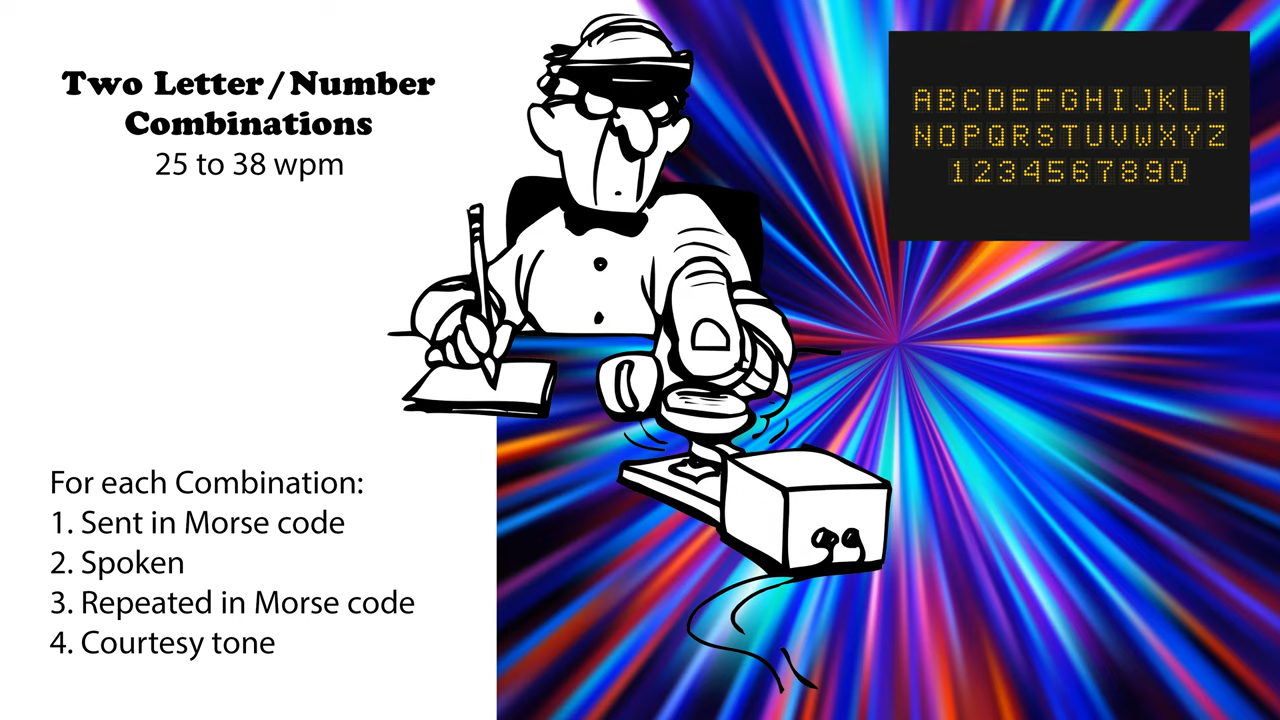 Two Letter/Number
Combinations
25 to 38 wpm
ABCDEFGHIJKLM
NOPQRSTUVWXYZ
1234567890
For each Combination:
1. Sent in Morse code
2. Spoken
3. Repeated in Morse code
4. Courtesy tone